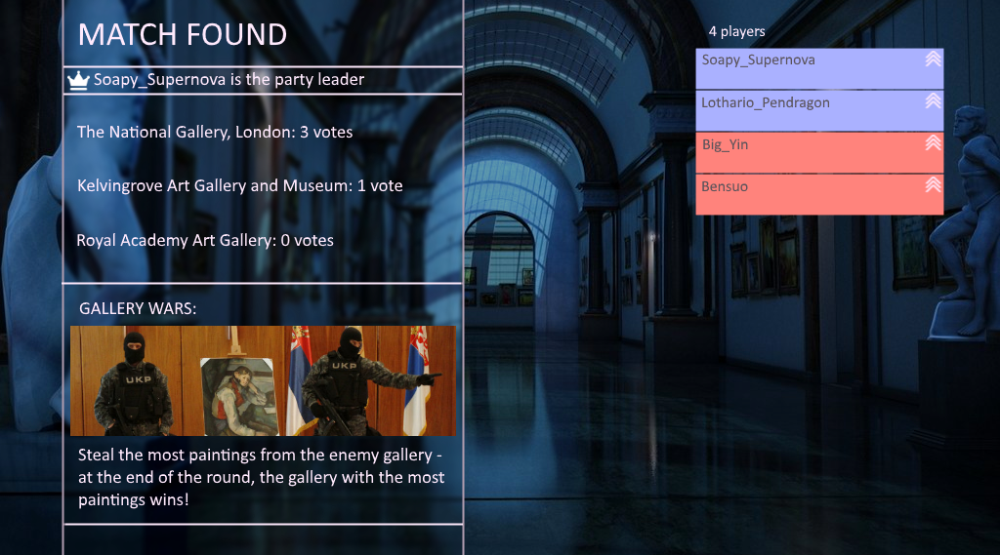 MATCH FOUND
Soapy_Supernova is the party leader
The National Gallery, London: 3 votes
Kelvingrove Art Gallery and Museum: 1 vote
Royal Academy Art Gallery: 0 votes
GALLERY WARS:
UKP
UKP
Steal the most paintings from the enemy gallery -
at the end of the round, the gallery with the most
paintings wins!
4 players
Soapy_Supernova
Lothario_Pendragon
Big_Yin
Bensuo